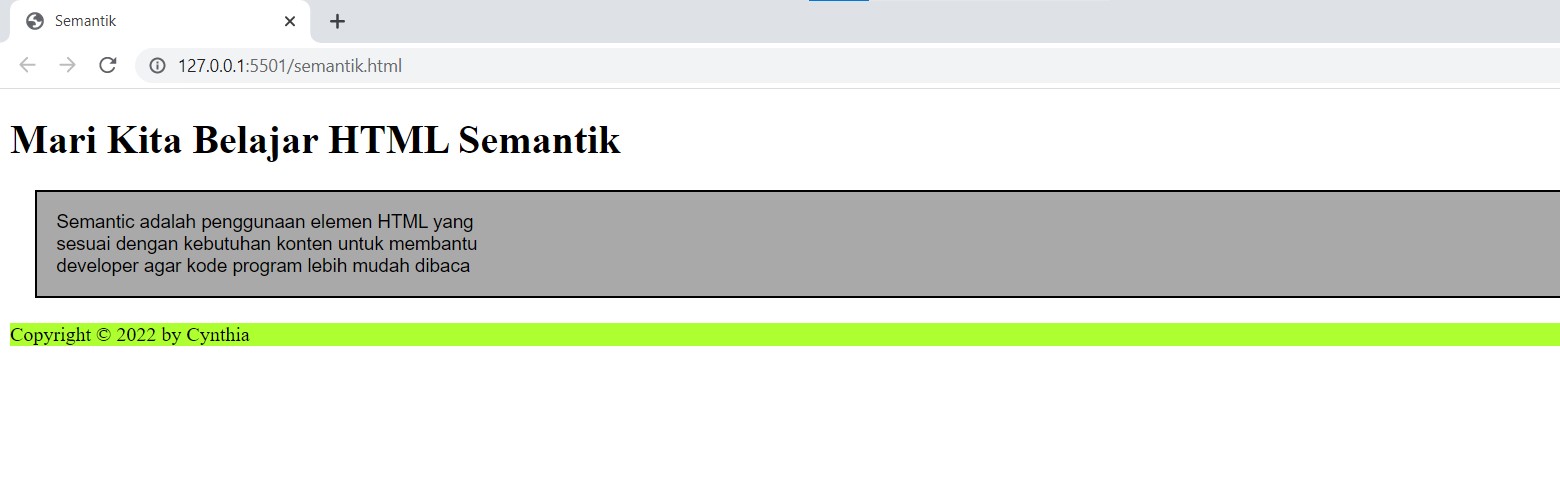 Semantik
127.0.0.1:5501/semantik.html
Mari Kita Belajar HTML Semantik
Semantic adalah penggunaan elemen HTML yang
sesuai dengan kebutuhan konten untuk membantu
developer agar kode program lebih mudah dibaca
Copyright © 2022 by Cynthia